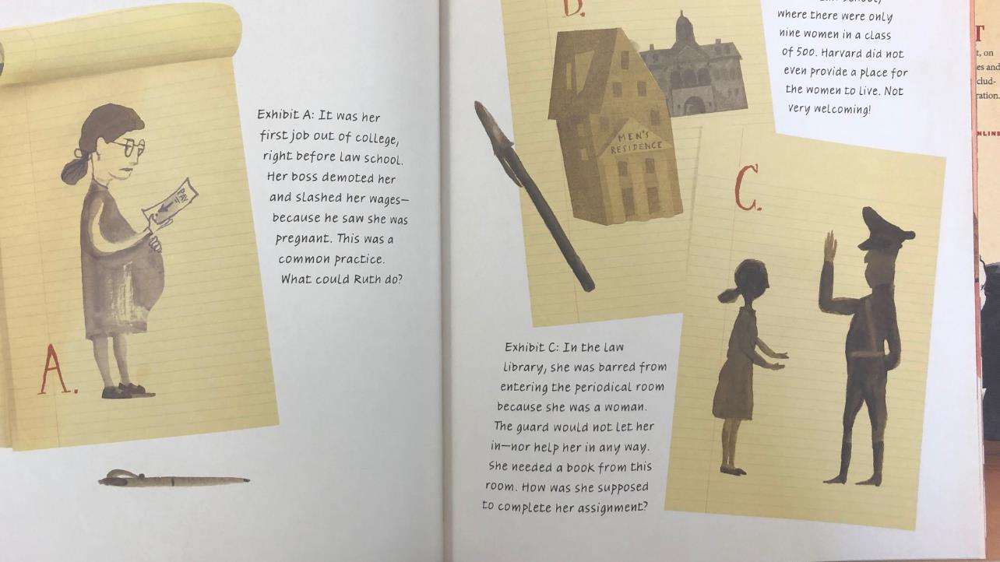 Exhibit A: It was her
first job out of college,
right before law school.
Her boss demoted her
and slashed her wages—
because he saw she was
pregnant. This was a
common practice.
What could Ruth do?
PAY
A.
B.
where there were only
nine women in a class
of 500. Harvard did not
even provide a place for
the women to live. Not
very welcoming!
MEN'S
RESIDENCE
C.
Exhibit C: In the law
library, she was barred from
entering the periodical room
because she was a woman.
The guard would not let her
in—nor help her in any way.
She needed a book from this
room. How was she supposed
to complete her assignment?
T
t, on
es and
clud-
ration.
NLINE